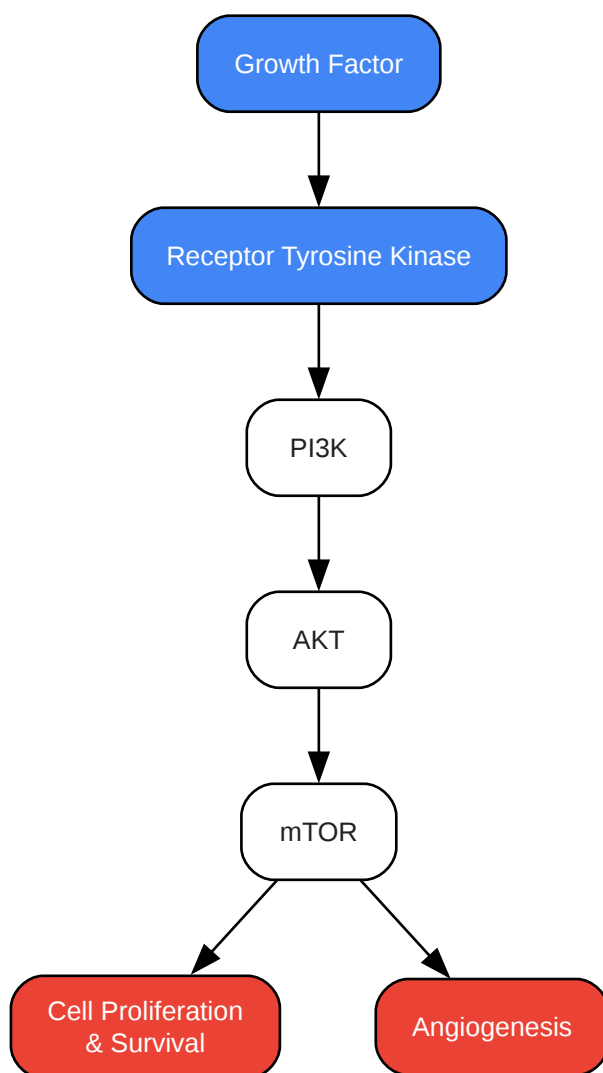 Growth Factor
Receptor Tyrosine Kinase
PI3K
AKT
mTOR
Cell Proliferation
& Survival
Angiogenesis